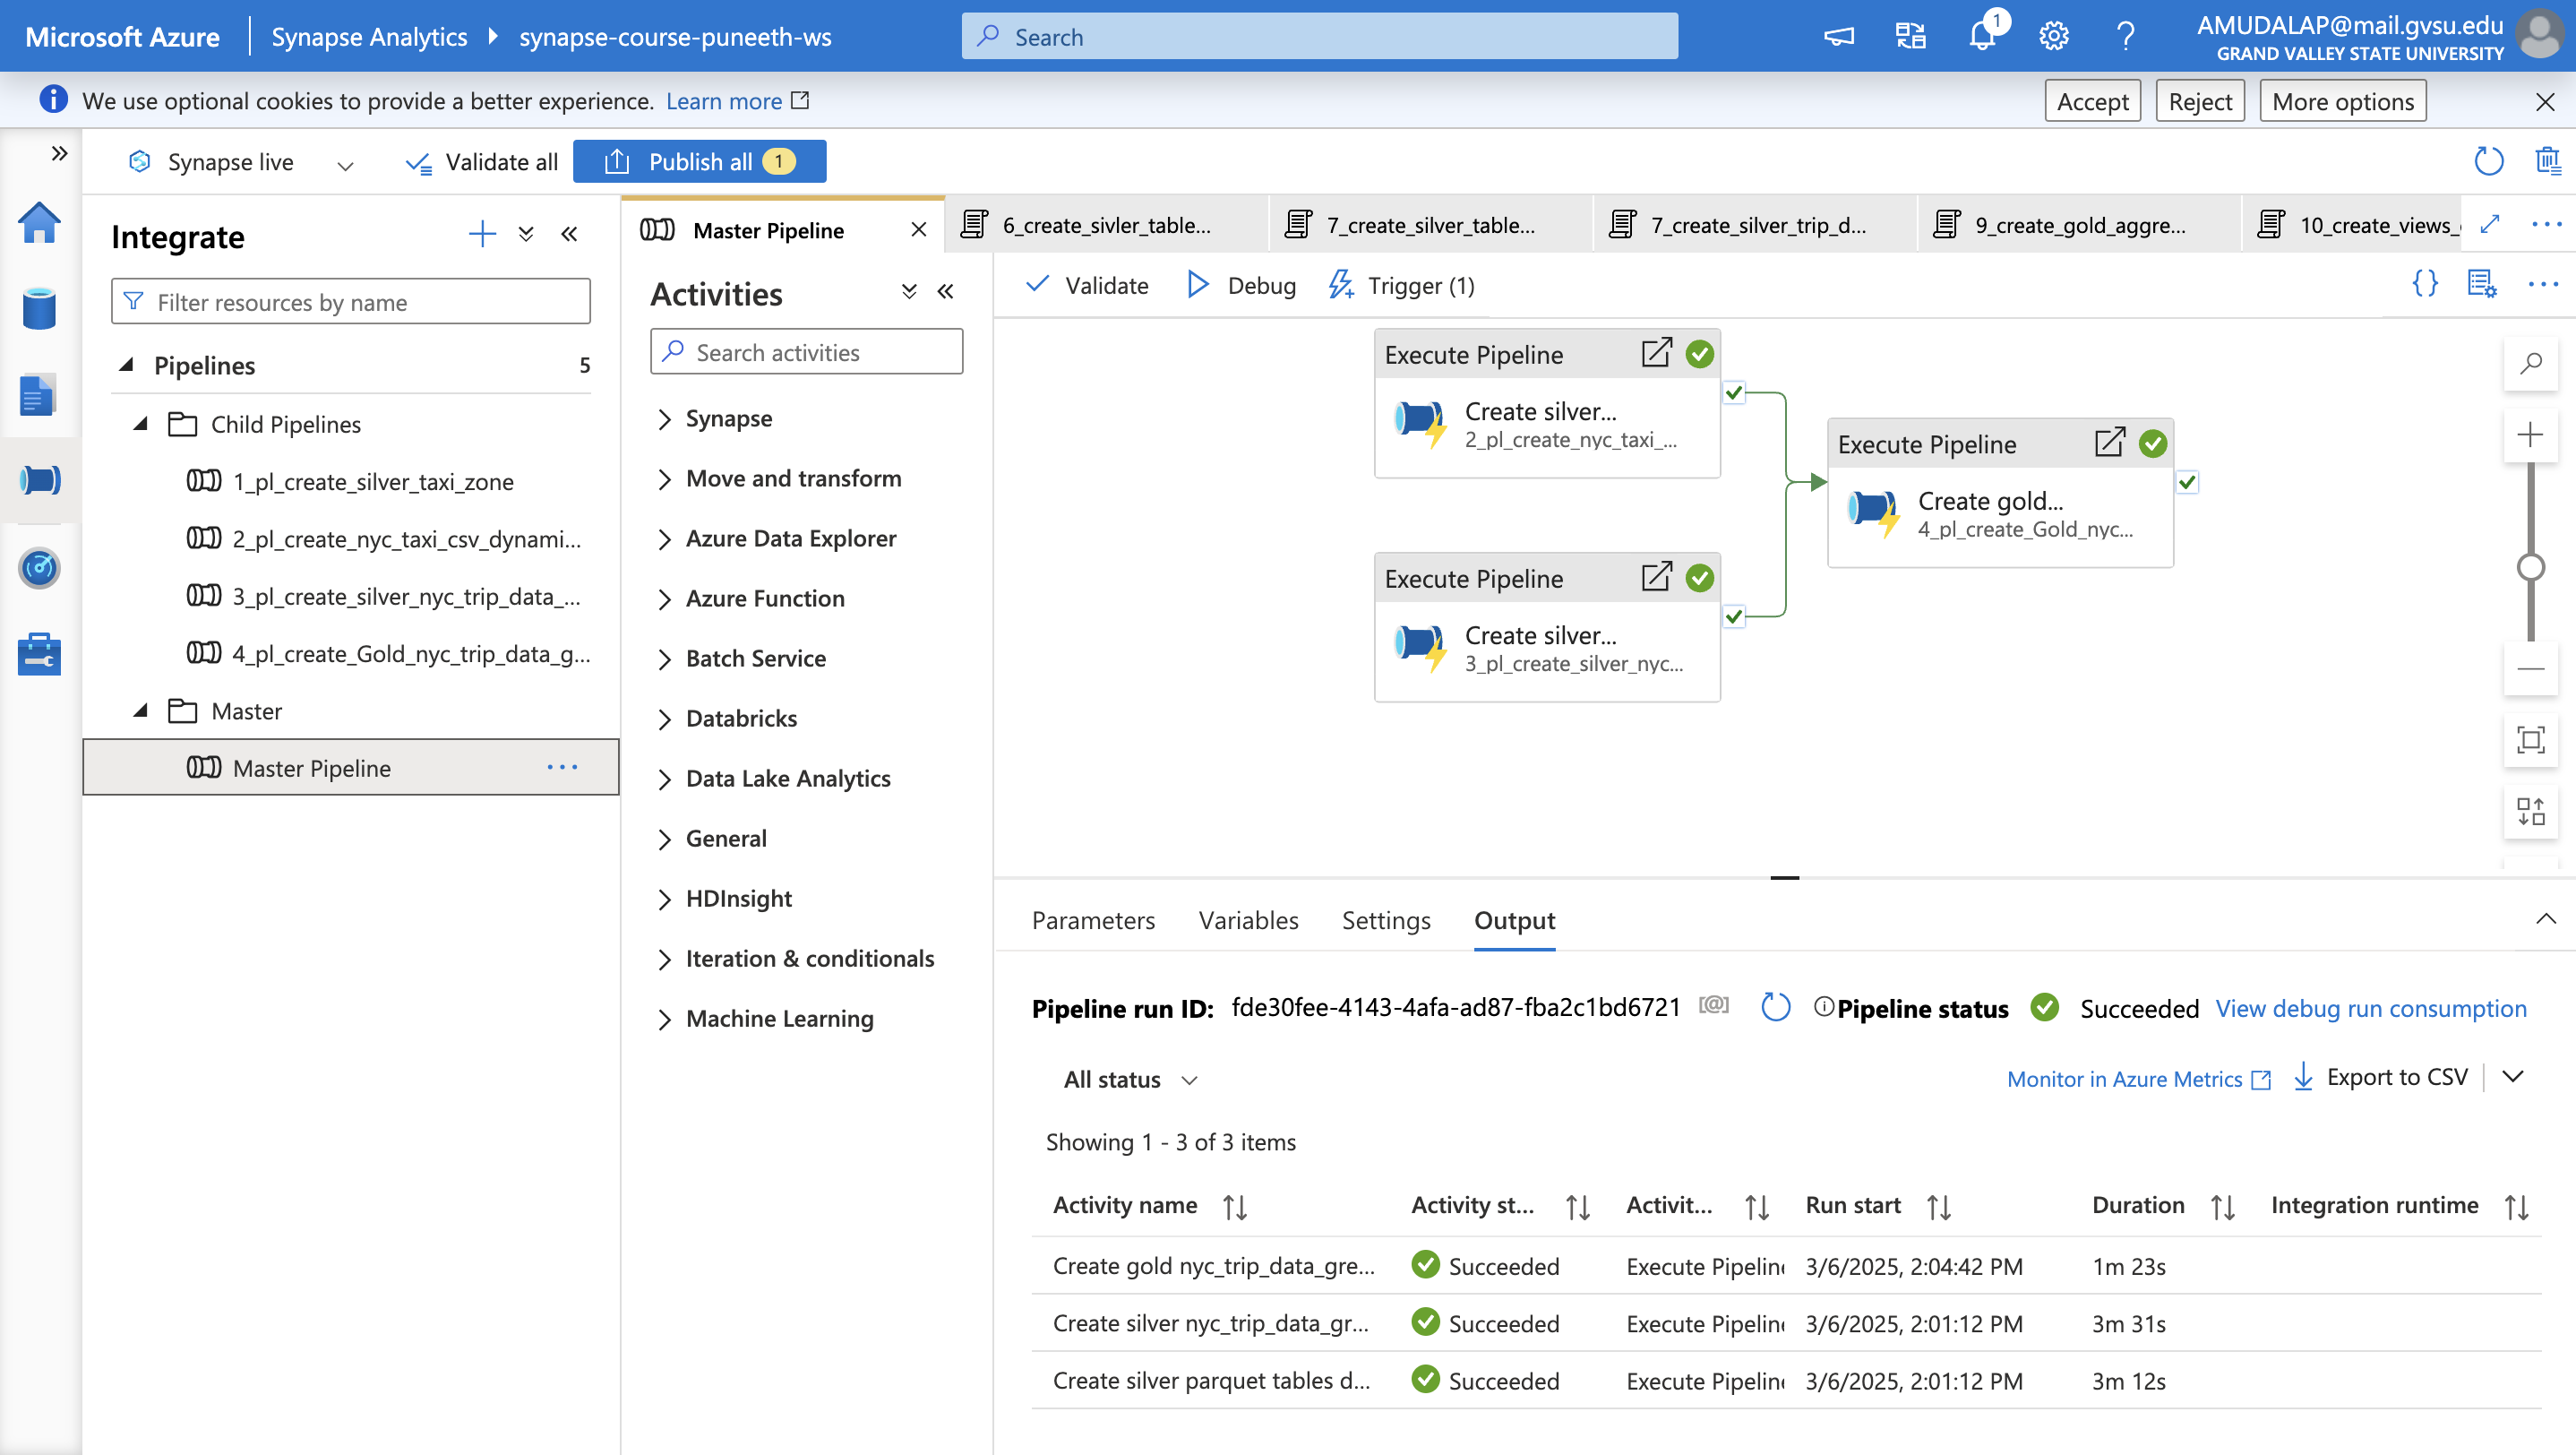 Microsoft Azure
Synapse Analytics
synapse-course-puneeth-ws
Search
1
AMUDALAP@mail.gvsu.edu
GRAND VALLEY STATE UNIVERSITY
We use optional cookies to provide a better experience. Learn more
Accept
Reject
More options
Synapse live
Validate all
Publish all 1
Integrate
Filter resources by name
Pipelines 5
Child Pipelines
1_pl_create_silver_taxi_zone
2_pl_create_nyc_taxi_csv_dynami...
3_pl_create_silver_nyc_trip_data_...
4_pl_create_Gold_nyc_trip_data_g...
Master
Master Pipeline
Master Pipeline
6_create_sivler_table...
7_create_silver_table...
7_create_silver_trip_d...
9_create_gold_aggre...
10_create_views_
Activities
Search activities
Synapse
Move and transform
Azure Data Explorer
Azure Function
Batch Service
Databricks
Data Lake Analytics
General
HDInsight
Iteration & conditionals
Machine Learning
Validate
Debug
Trigger (1)
{}
Execute Pipeline
Create silver...
2_pl_create_nyc_taxi_...
Execute Pipeline
Create silver...
3_pl_create_silver_nyc...
Execute Pipeline
Create gold...
4_pl_create_Gold_nyc...
Parameters
Variables
Settings
Output
Pipeline run ID: fde30fee-4143-4afa-ad87-fba2c1bd6721
Pipeline status Succeeded View debug run consumption
All status
Monitor in Azure Metrics
Export to CSV
Showing 1 - 3 of 3 items
Activity name Activity st... Activit... Run start Duration Integration runtime
Create gold nyc_trip_data_gre... Succeeded Execute Pipeline 3/6/2025, 2:04:42 PM 1m 23s
Create silver nyc_trip_data_gr... Succeeded Execute Pipeline 3/6/2025, 2:01:12 PM 3m 31s
Create silver parquet tables d... Succeeded Execute Pipeline 3/6/2025, 2:01:12 PM 3m 12s